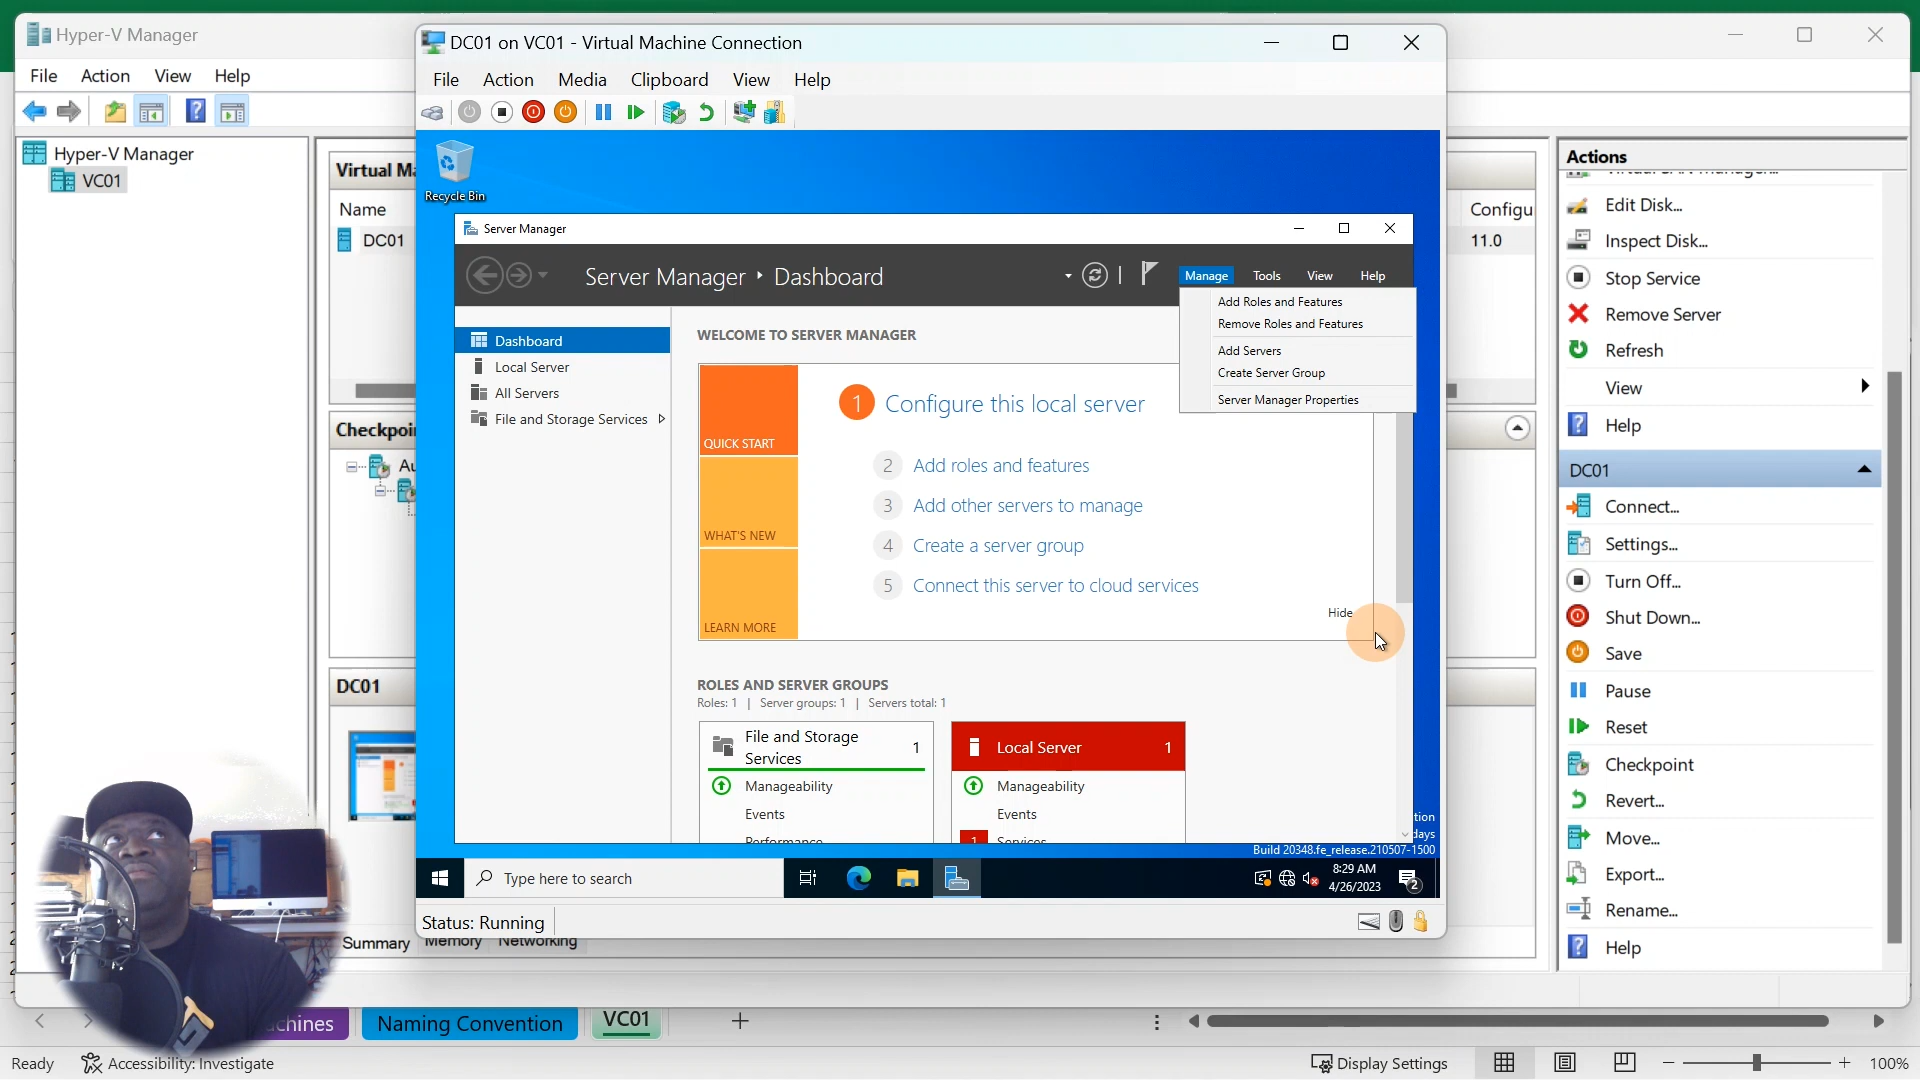 Hyper-V Manager
File Action View Help
Hyper-V Manager
VC01
Name
DC01
DC01
Summary Memory Networking
DC01 on VC01 - Virtual Machine Connection
File Action Media Clipboard View Help
Recycle Bin
Server Manager
Server Manager Dashboard
Manage Tools View Help
Add Roles and Features
Remove Roles and Features
Add Servers
Create Server Group
Server Manager Properties
Dashboard
Local Server
All Servers
File and Storage Services
WELCOME TO SERVER MANAGER
QUICK START
WHAT'S NEW
LEARN MORE
1 Configure this local server
2 Add roles and features
3 Add other servers to manage
4 Create a server group
5 Connect this server to cloud services
Hide
ROLES AND SERVER GROUPS
Roles: 1 | Server groups: 1 | Servers total: 1
File and Storage
Services 1
Manageability
Events
Performance
Local Server 1
Manageability
Events
1 Services
days
Build 20348.fe_release.210507-1500
Type here to search
8:29 AM
4/26/2023
2
Status: Running
Configu
11.0
Actions
Edit Disk...
Inspect Disk...
Stop Service
Remove Server
Refresh
View
Help
DC01
Connect...
Settings...
Turn Off...
Shut Down...
Save
Pause
Reset
Checkpoint
Revert...
Move...
Export...
Rename...
Help
chines Naming Convention VC01
Ready Accessibility: Investigate
Display Settings 100%